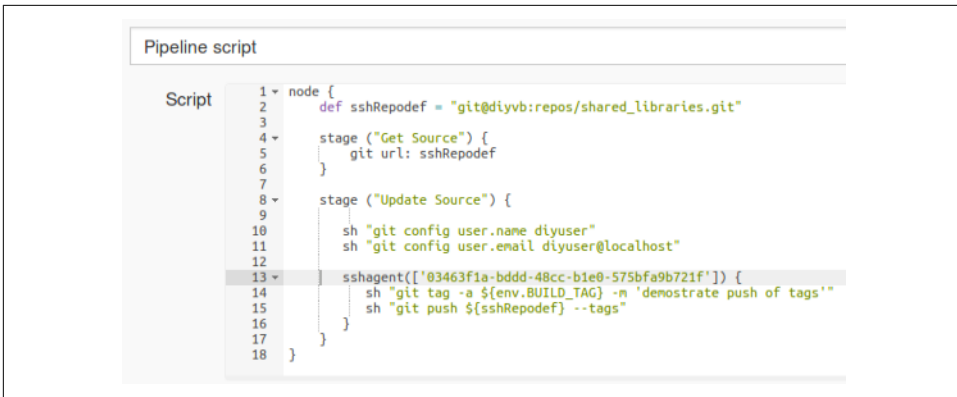 Pipeline script
Script
1 node {
2 def sshRepodef = "git@diyvb:repos/shared_libraries.git"
3
4 stage ("Get Source") {
5 git url: sshRepodef
6 }
7
8 stage ("Update Source") {
9
10 sh "git config user.name diyuser"
11 sh "git config user.email diyuser@localhost"
12
13 sshagent(['03463f1a-bddd-48cc-b1e0-575bfa9b721f']) {
14 sh "git tag -a ${env.BUILD_TAG} -m 'demostrate push of tags'"
15 sh "git push ${sshRepodef} --tags"
16 }
17 }
18 }